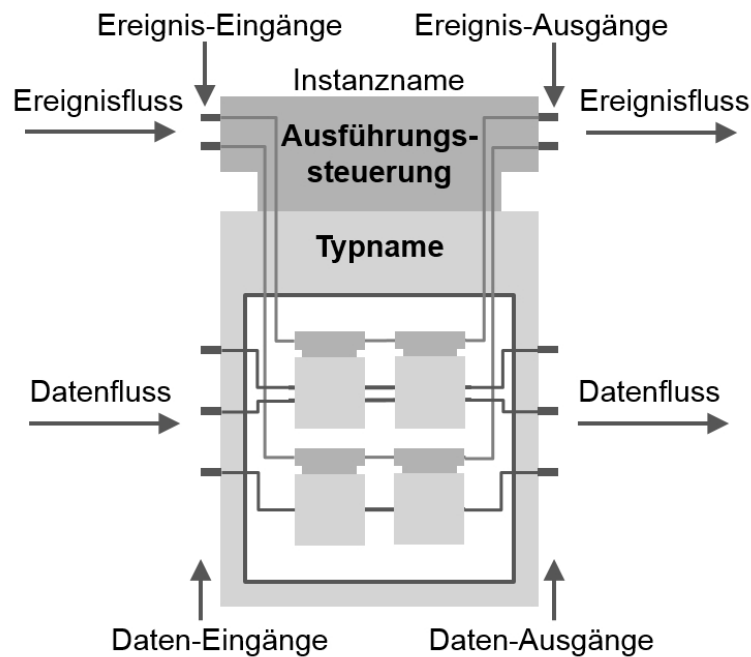 Ereignis-Eingänge
Ereignis-Ausgänge
Instanzname
Ereignisfluss
Ereignisfluss
Ausführungs-
steuerung
Typname
Datenfluss
Datenfluss
Daten-Eingänge
Daten-Ausgänge